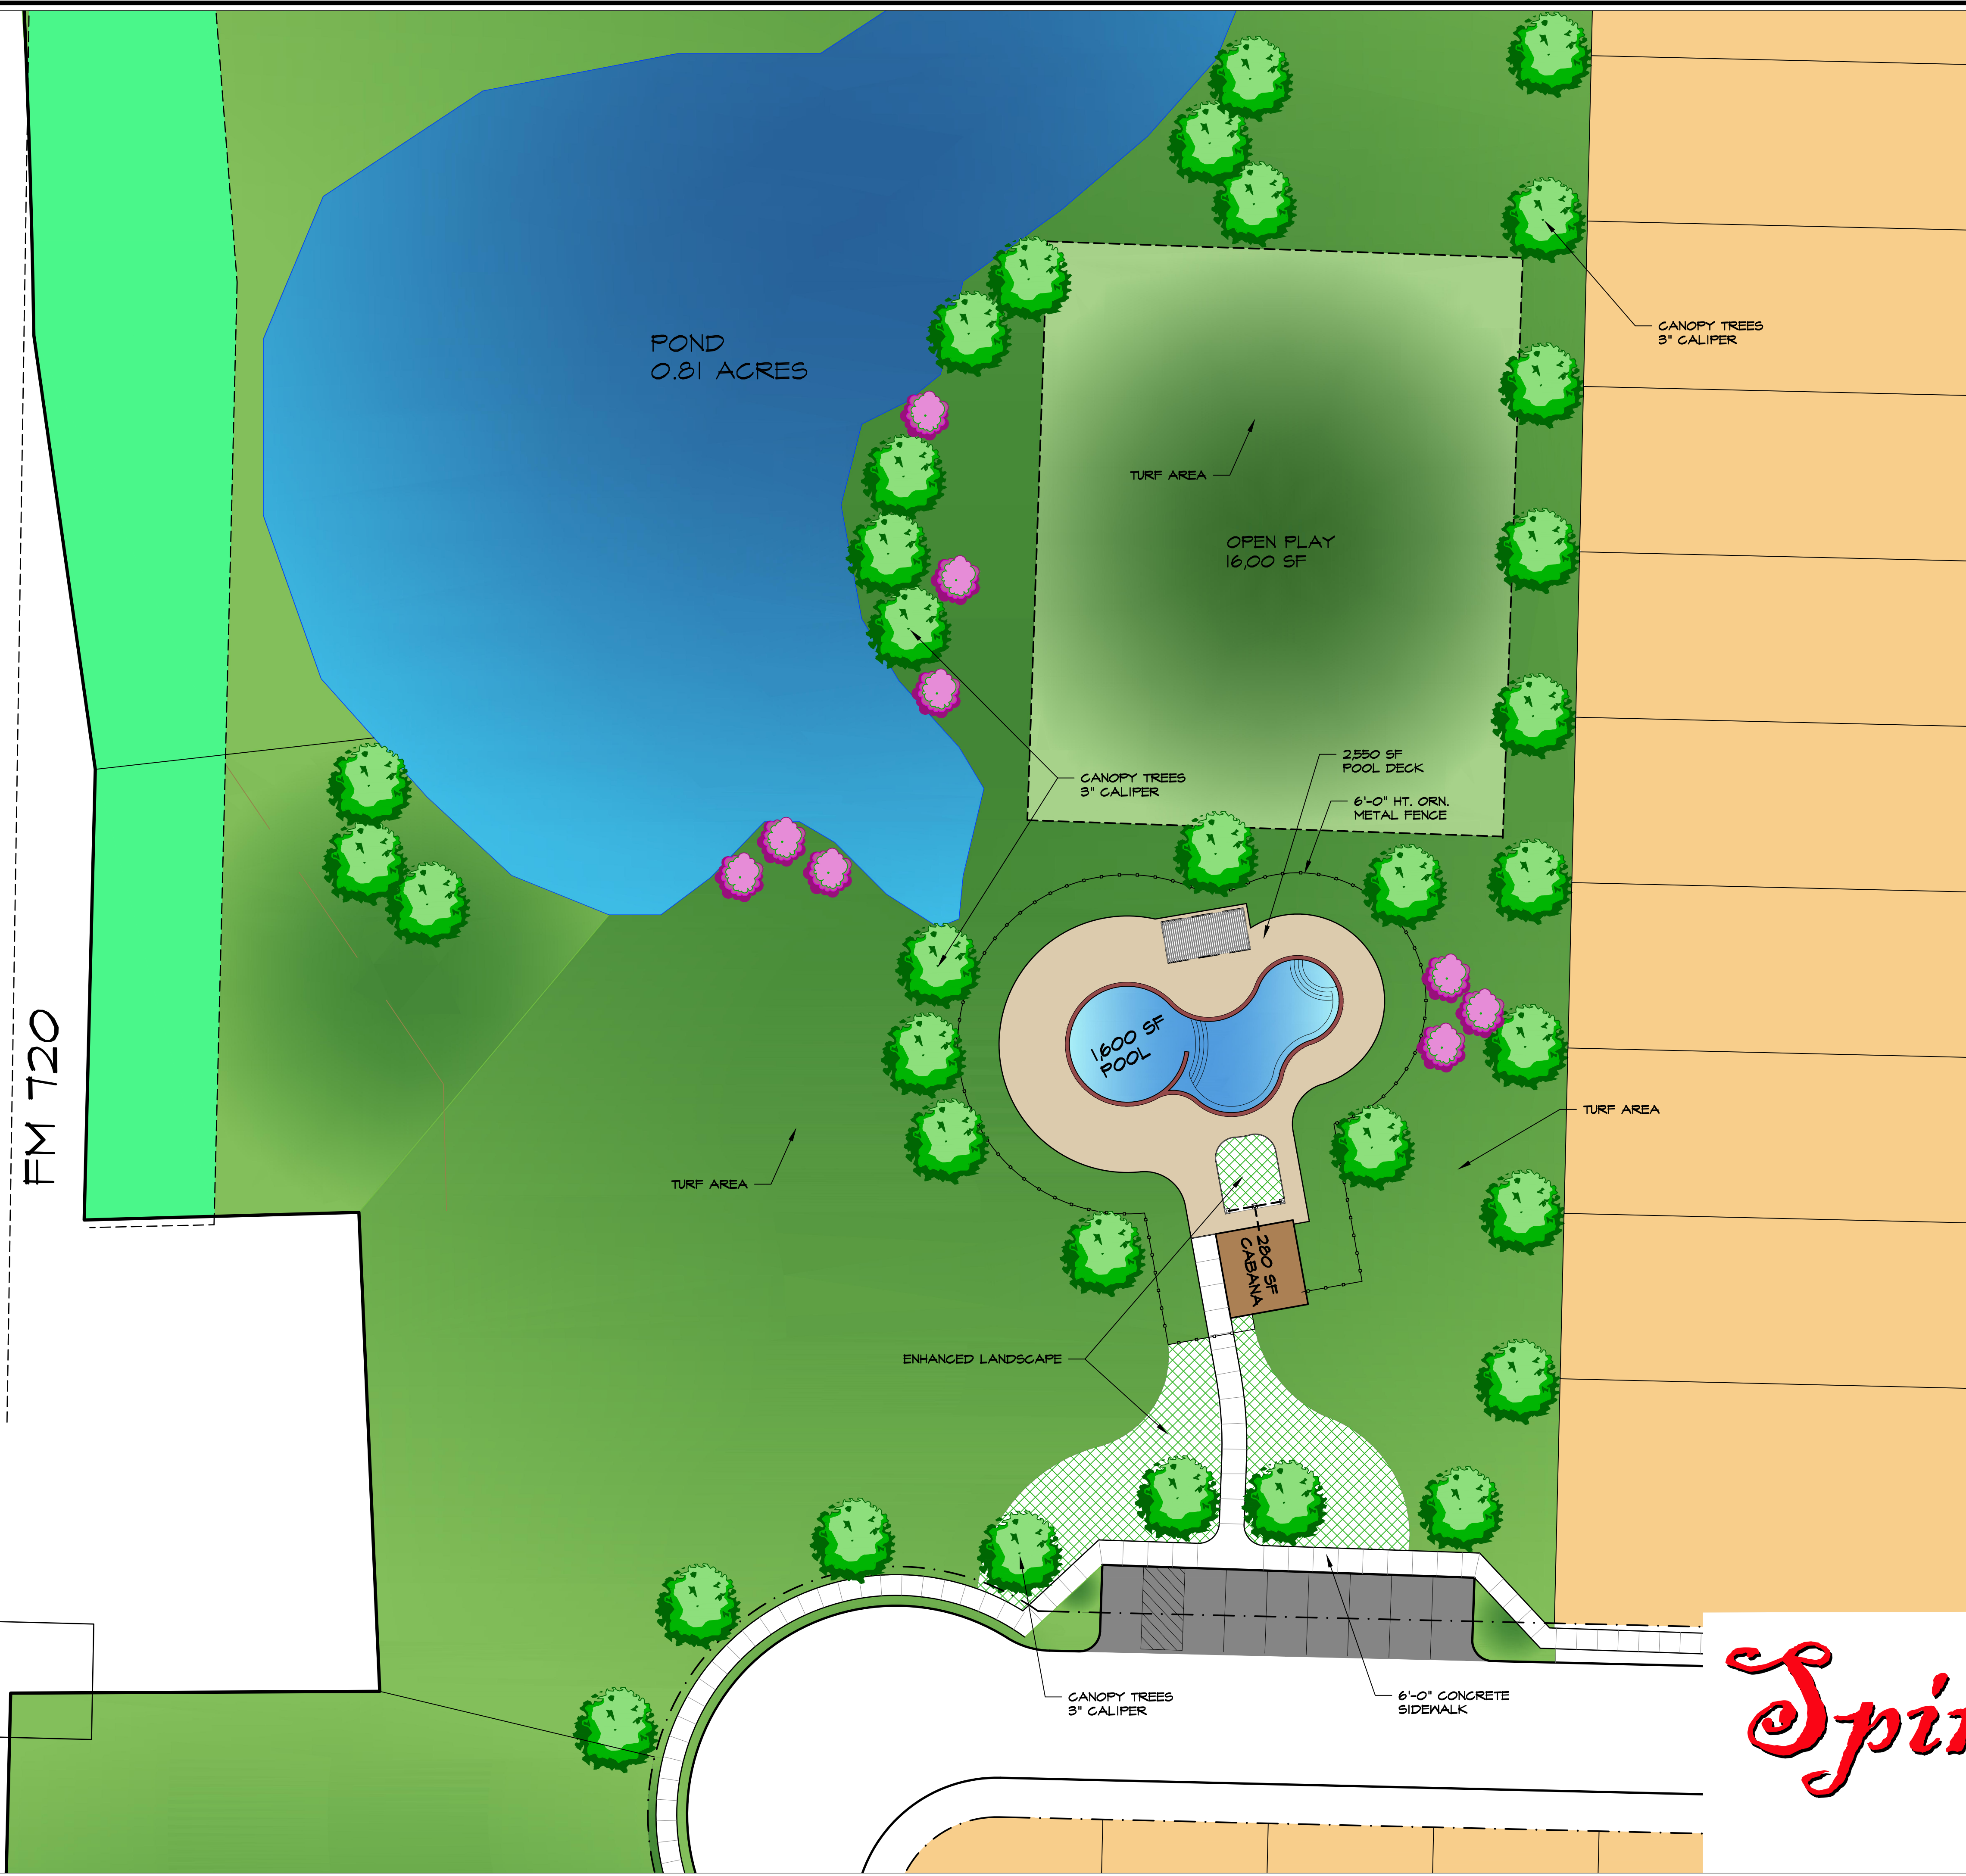 CANOPY TREES
3" CALIPER
POND
0.81 ACRES
TURF AREA
OPEN PLAY
16,00 SF
2,550 SF
POOL DECK
CANOPY TREES
3" CALIPER
6'-0" HT. ORN.
METAL FENCE
FM 720
1,600 SF
POOL
TURF AREA
TURF AREA
280 SF
CABANA
ENHANCED LANDSCAPE
CANOPY TREES
3" CALIPER
6'-0" CONCRETE
SIDEWALK